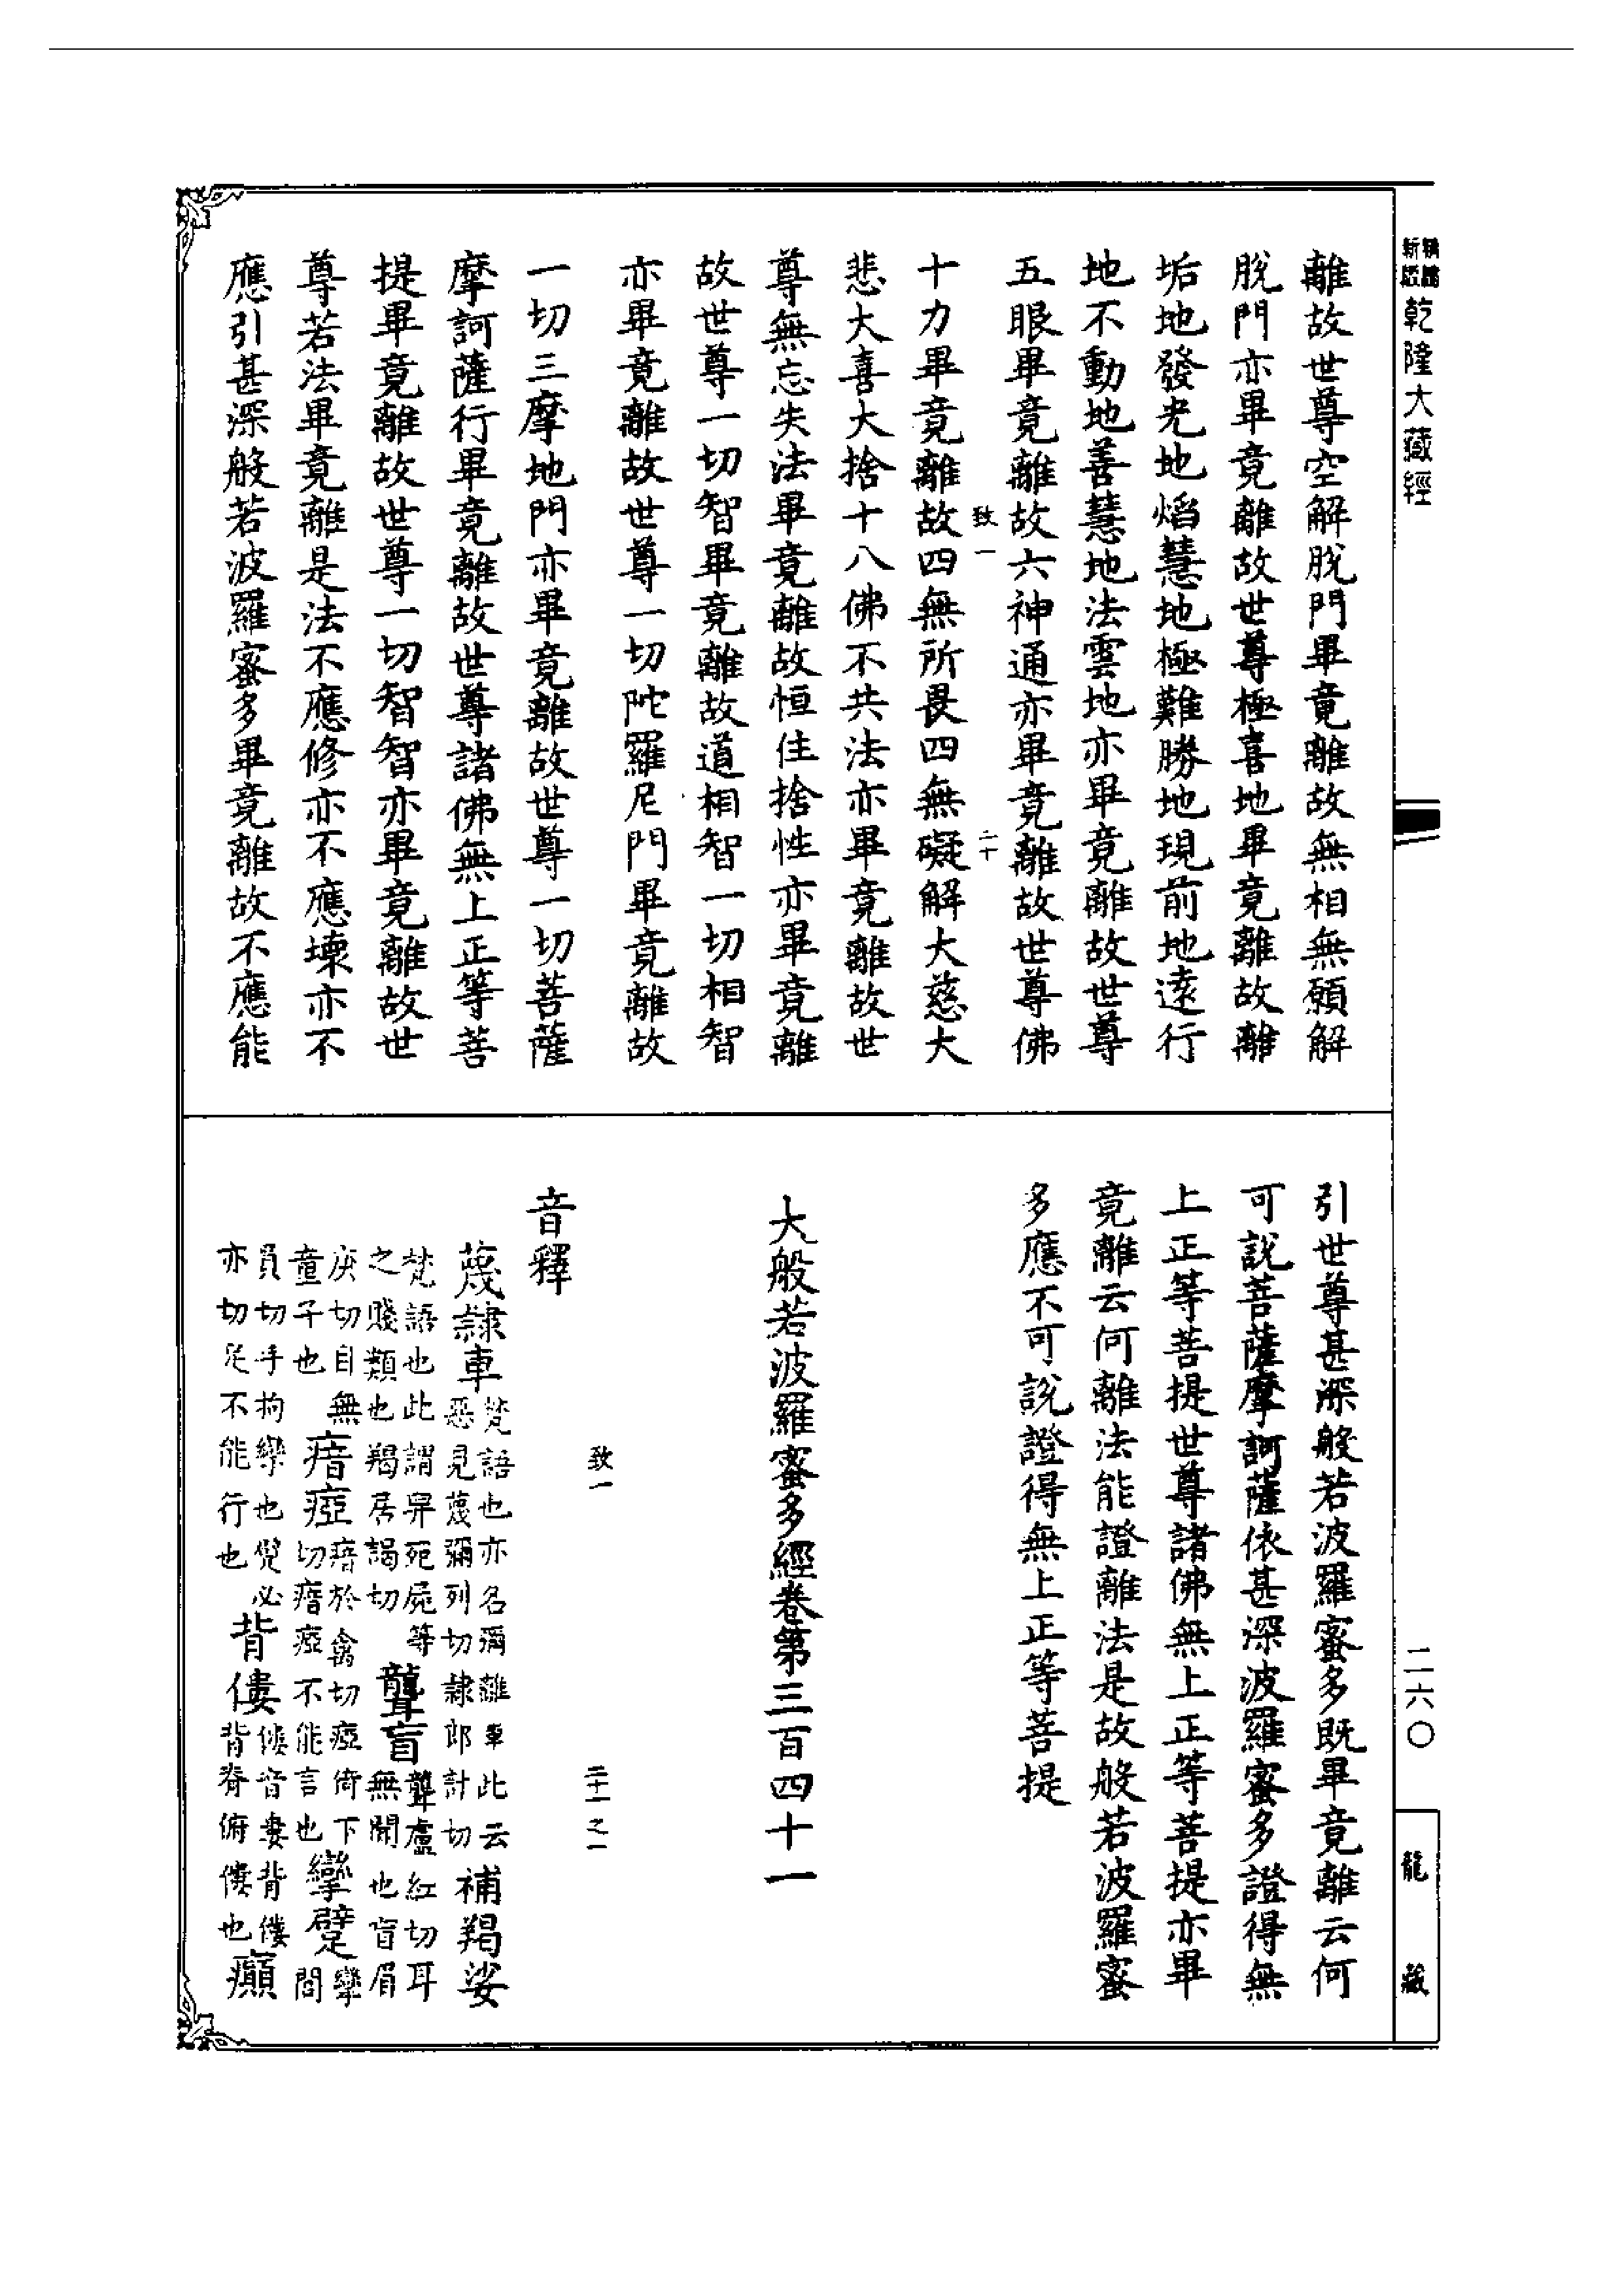 乾隆大藏經
離故世尊空解脫門畢竟離故無相無願解
脫門亦畢竟離故世尊極喜地畢竟離故離
垢地發光地焰慧地極難勝地現前地遠行
地不動地善慧地法雲地亦畢竟離故世尊
五眼畢竟離故六神通亦畢竟離故世尊佛
致一 二十
十力畢竟離故四無所畏四無礙解大慈大
悲大喜大捨十八佛不共法亦畢竟離故世
尊無忘失法畢竟離故恒住捨性亦畢竟離
故世尊一切智畢竟離故道相智一切相智
亦畢竟離故世尊一切陀羅尼門畢竟離故
一切三摩地門亦畢竟離故世尊一切菩薩
摩訶薩行畢竟離故世尊諸佛無上正等菩
提畢竟離故世尊一切智智亦畢竟離故世
尊若法畢竟離是法不應修亦不應壞亦不
應引甚深般若波羅蜜多畢竟離故不應能
引世尊甚深般若波羅蜜多既畢竟離云何
可說菩薩摩訶薩依甚深波羅蜜多證得無
上正等菩提世尊諸佛無上正等菩提亦畢
竟離云何離法能證離法是故般若波羅蜜
多應不可說證得無上正等菩提
大般若波羅蜜多經卷第三百四十一
致一 二十一之一
音釋
蔑隷車 梵語也亦名彌離車此云
惡見蔑彌列切隷郎計切 補羯娑
梵語也此謂㫄死屍等
之賤類也羯居謁切 聾盲 聾盧紅切耳
無聞也盲眉
庚切目無
童子也 瘖瘂 瘖於禽切瘂倚下
切瘖瘂不能言也 攣躄 攣閭
員切手拘攣也躄必
亦切足不能行也 背僂 僂音婁背僂
背脊俯僂也 癲
二六〇
龍藏